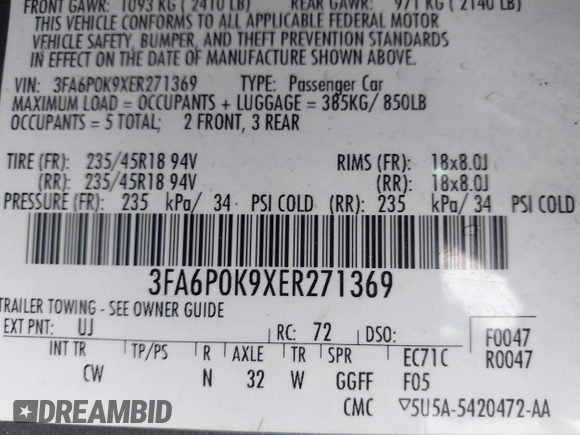 FRONT GAWR: 1093 KG ( 2410 LB) REAR GAWR: 971 KG ( 2140 LB)
THIS VEHICLE CONFORMS TO ALL APPLICABLE FEDERAL MOTOR
VEHICLE SAFETY, BUMPER, AND THEFT PREVENTION STANDARDS
IN EFFECT ON THE DATE OF MANUFACTURE SHOWN ABOVE.
VIN: 3FA6P0K9XER271369 TYPE: Passenger Car
MAXIMUM LOAD = OCCUPANTS + LUGGAGE = 385KG/ 850LB
OCCUPANTS = 5 TOTAL; 2 FRONT, 3 REAR
TIRE (FR): 235/45R18 94V RIMS (FR): 18x8.0J
(RR): 235/45R18 94V (RR): 18x8.0J
PRESSURE (FR): 235 kPa/ 34 PSI COLD (RR): 235 kPa/ 34 PSI COLD
3FA6P0K9XER271369
TRAILER TOWING - SEE OWNER GUIDE
EXT PNT: UJ RC: 72 DSO: F0047
INT TR TP/PS R AXLE TR SPR EC71C R0047
CW N 32 W GGFF F05
CMC ▽5U5A-5420472-AA
DREAMBID